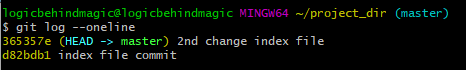 logicbehindmagic@logicbehindmagic MINGW64 ~/project_dir (master)
$ git log --oneline
365357e (HEAD -> master) 2nd change index file
d82bdb1 index file commit